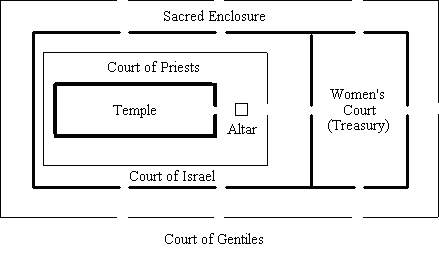 Sacred Enclosure
Court of Priests
Temple
Altar
Women's
Court
(Treasury)
Court of Israel
Court of Gentiles